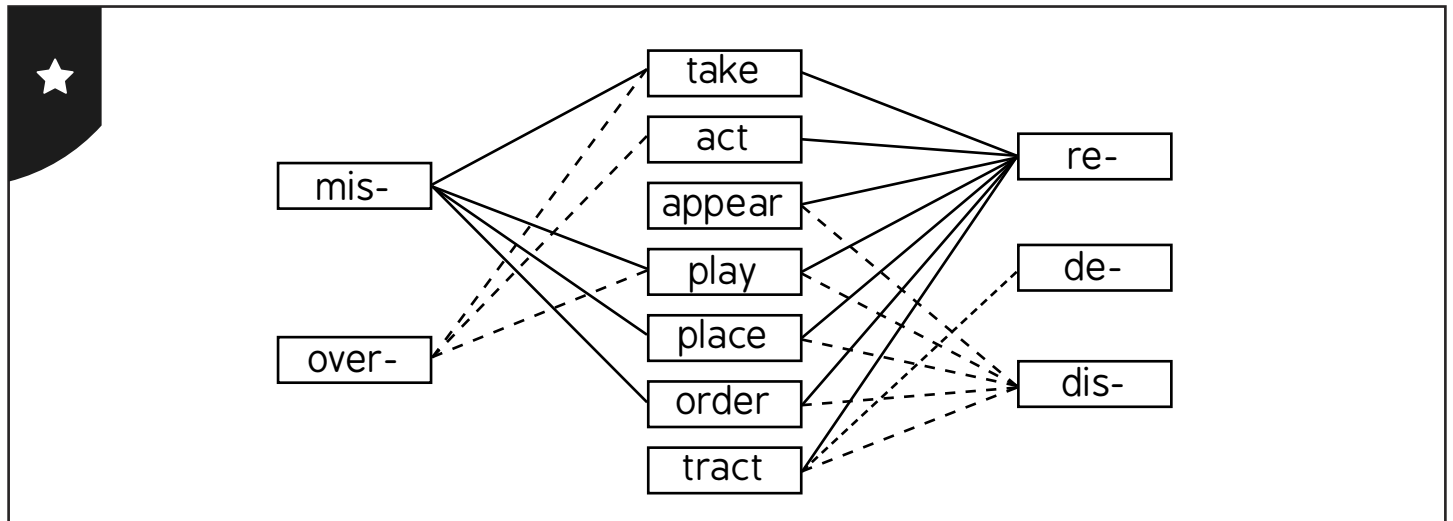 mis-
over-
take
act
appear
play
place
order
tract
re-
de-
dis-